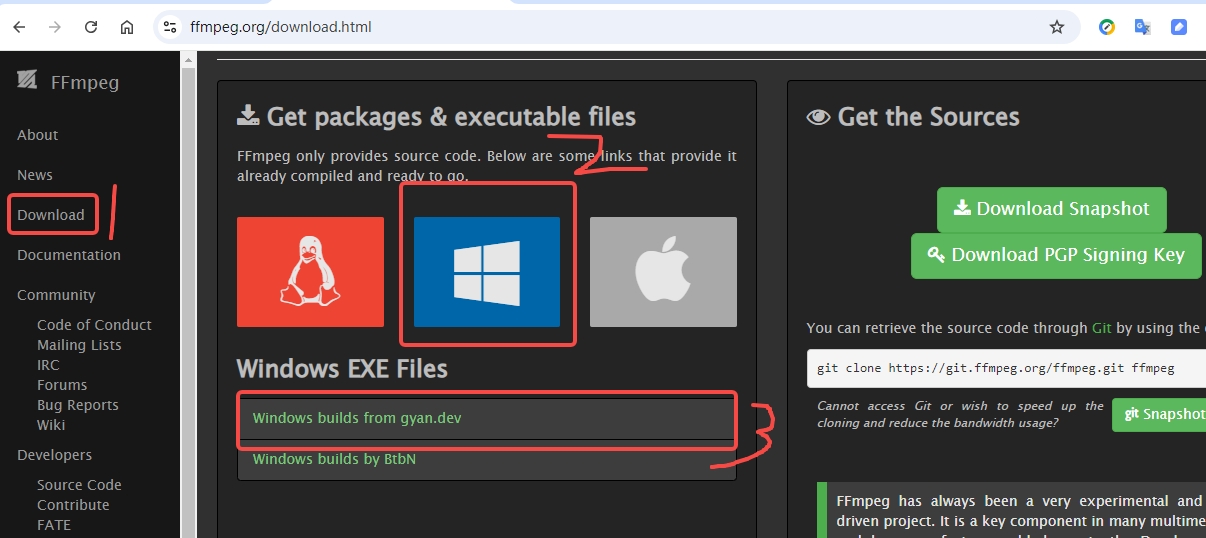 ffmpeg.org/download.html
FFmpeg
About
News
Download
1
Documentation
Community
Code of Conduct
Mailing Lists
IRC
Forums
Bug Reports
Wiki
Developers
Source Code
Contribute
FATE
Get packages & executable files
2
FFmpeg only provides source code. Below are some links that provide it
already compiled and ready to go.
Windows EXE Files
Windows builds from gyan.dev
3
Windows builds by BtbN
Get the Sources
Download Snapshot
Download PGP Signing Key
You can retrieve the source code through Git by using the
git clone https://git.ffmpeg.org/ffmpeg.git ffmpeg
Cannot access Git or wish to speed up the
cloning and reduce the bandwidth usage?
git Snapshot
FFmpeg has always been a very experimental and
driven project. It is a key component in many